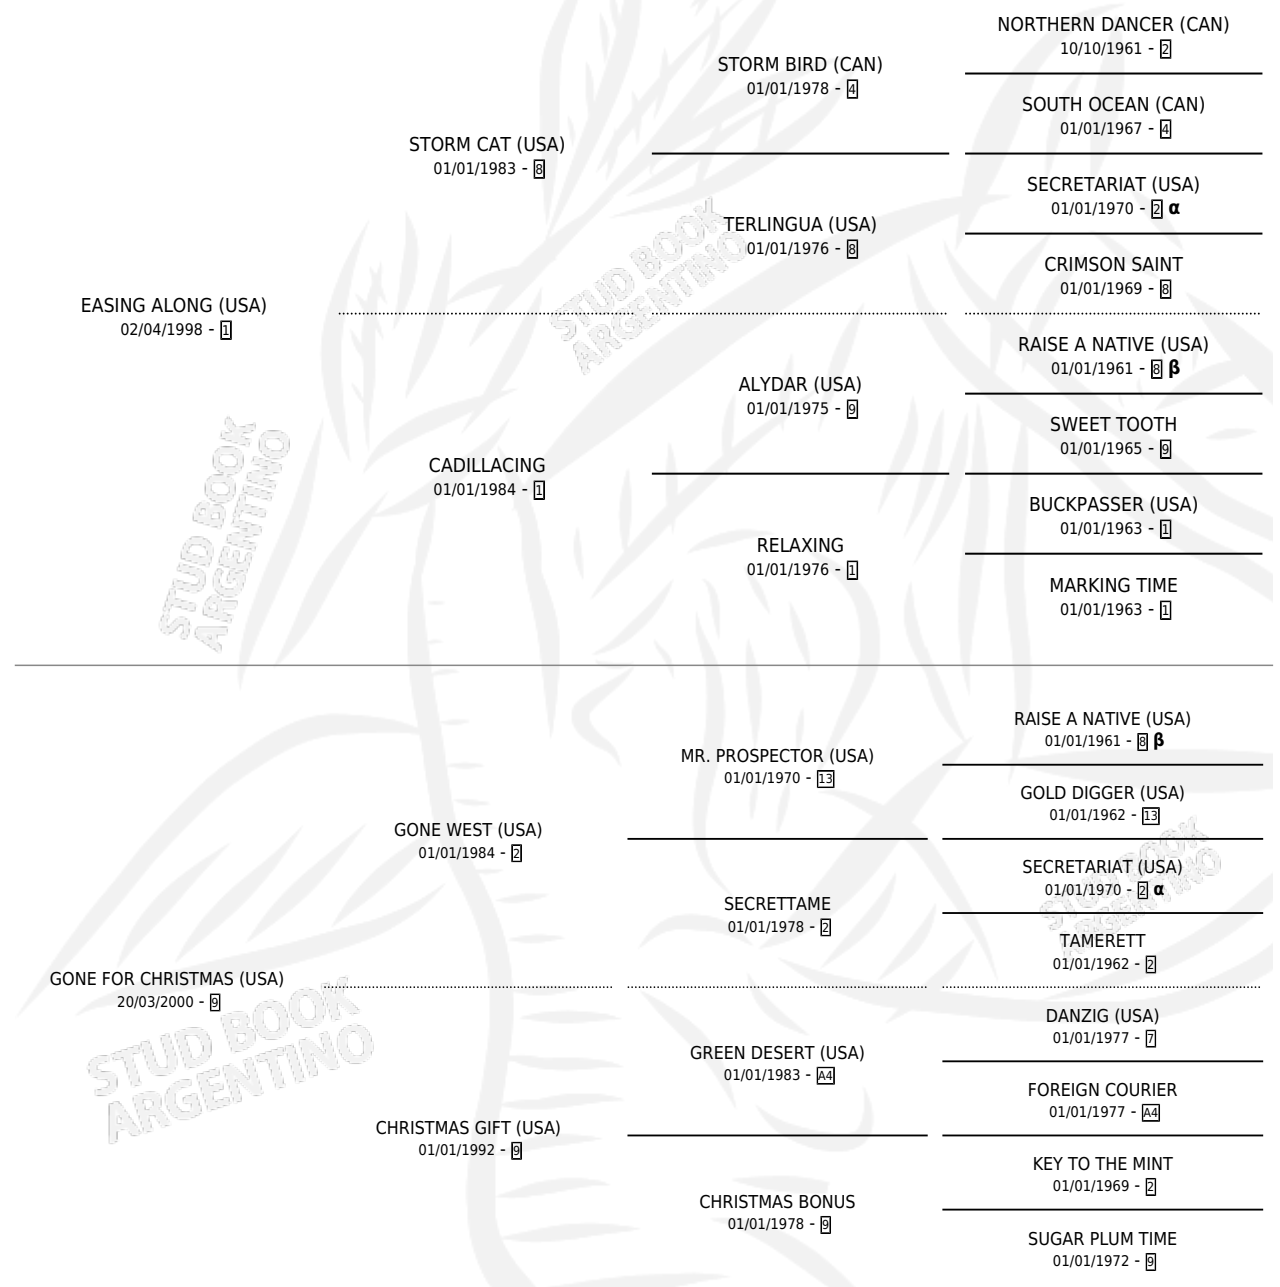 NORTHERN DANCER (CAN)
10/10/1961 - 2
STORM BIRD (CAN)
01/01/1978 - 4
SOUTH OCEAN (CAN)
01/01/1967 - 4
STORM CAT (USA)
01/01/1983 - 8
SECRETARIAT (USA)
01/01/1970 - 2 α
TERLINGUA (USA)
01/01/1976 - 8
CRIMSON SAINT
01/01/1969 - 8
EASING ALONG (USA)
02/04/1998 - 1
RAISE A NATIVE (USA)
01/01/1961 - 8 β
ALYDAR (USA)
01/01/1975 - 9
SWEET TOOTH
01/01/1965 - 9
CADILLACING
01/01/1984 - 1
BUCKPASSER (USA)
01/01/1963 - 1
RELAXING
01/01/1976 - 1
MARKING TIME
01/01/1963 - 1
RAISE A NATIVE (USA)
01/01/1961 - 8 β
MR. PROSPECTOR (USA)
01/01/1970 - 13
GOLD DIGGER (USA)
01/01/1962 - 13
GONE WEST (USA)
01/01/1984 - 2
SECRETARIAT (USA)
01/01/1970 - 2 α
SECRETTAME
01/01/1978 - 2
TAMERETT
01/01/1962 - 2
GONE FOR CHRISTMAS (USA)
20/03/2000 - 9
DANZIG (USA)
01/01/1977 - 7
GREEN DESERT (USA)
01/01/1983 - A4
FOREIGN COURIER
01/01/1977 - A4
CHRISTMAS GIFT (USA)
01/01/1992 - 9
KEY TO THE MINT
01/01/1969 - 2
CHRISTMAS BONUS
01/01/1978 - 9
SUGAR PLUM TIME
01/01/1972 - 9
STUD BOOK
ARGENTINO
STUD BOOK
ARGENTINO
STUD BOOK
ARGENTINO
STUD BOOK
ARGENTINO